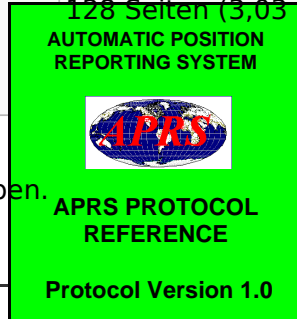 128 Seiten (3,03
AUTOMATIC POSITION
REPORTING SYSTEM
APRS
ben.
APRS PROTOCOL
REFERENCE
Protocol Version 1.0